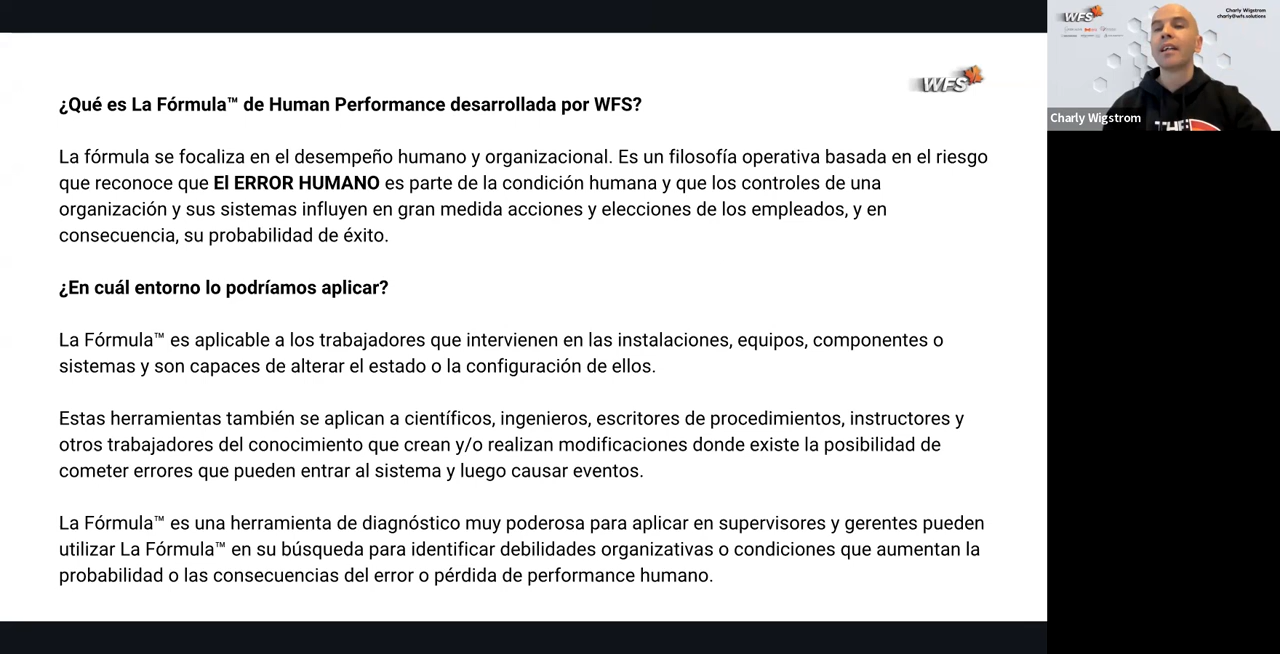 WFS
¿Qué es La Fórmula™ de Human Performance desarrollada por WFS?
La fórmula se focaliza en el desempeño humano y organizacional. Es un filosofía operativa basada en el riesgo
que reconoce que El ERROR HUMANO es parte de la condición humana y que los controles de una
organización y sus sistemas influyen en gran medida acciones y elecciones de los empleados, y en
consecuencia, su probabilidad de éxito.
¿En cuál entorno lo podríamos aplicar?
La Fórmula™ es aplicable a los trabajadores que intervienen en las instalaciones, equipos, componentes o
sistemas y son capaces de alterar el estado o la configuración de ellos.
Estas herramientas también se aplican a científicos, ingenieros, escritores de procedimientos, instructores y
otros trabajadores del conocimiento que crean y/o realizan modificaciones donde existe la posibilidad de
cometer errores que pueden entrar al sistema y luego causar eventos.
La Fórmula™ es una herramienta de diagnóstico muy poderosa para aplicar en supervisores y gerentes pueden
utilizar La Fórmula™ en su búsqueda para identificar debilidades organizativas o condiciones que aumentan la
probabilidad o las consecuencias del error o pérdida de performance humano.
WFS
Charly Wigstrom
charly@wfs.solutions
THE
Charly Wigstrom